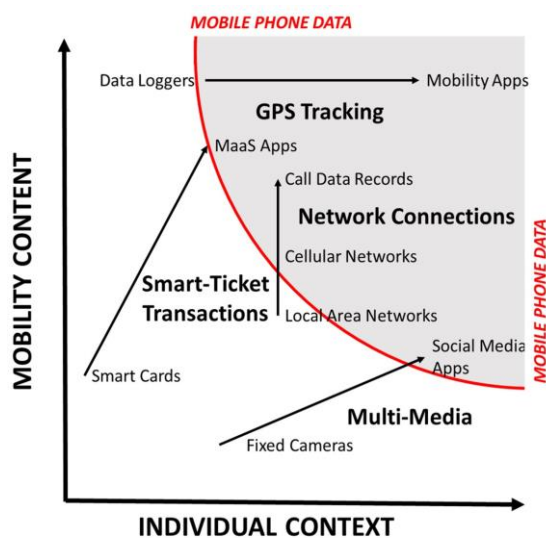 MOBILE PHONE DATA
Data Loggers
Mobility Apps
GPS Tracking
MaaS Apps
Call Data Records
Network Connections
Cellular Networks
Smart-Ticket
Transactions
Local Area Networks
Social Media
Apps
Smart Cards
Multi-Media
Fixed Cameras
MOBILITY CONTENT
INDIVIDUAL CONTEXT
MOBILE PHONE DATA